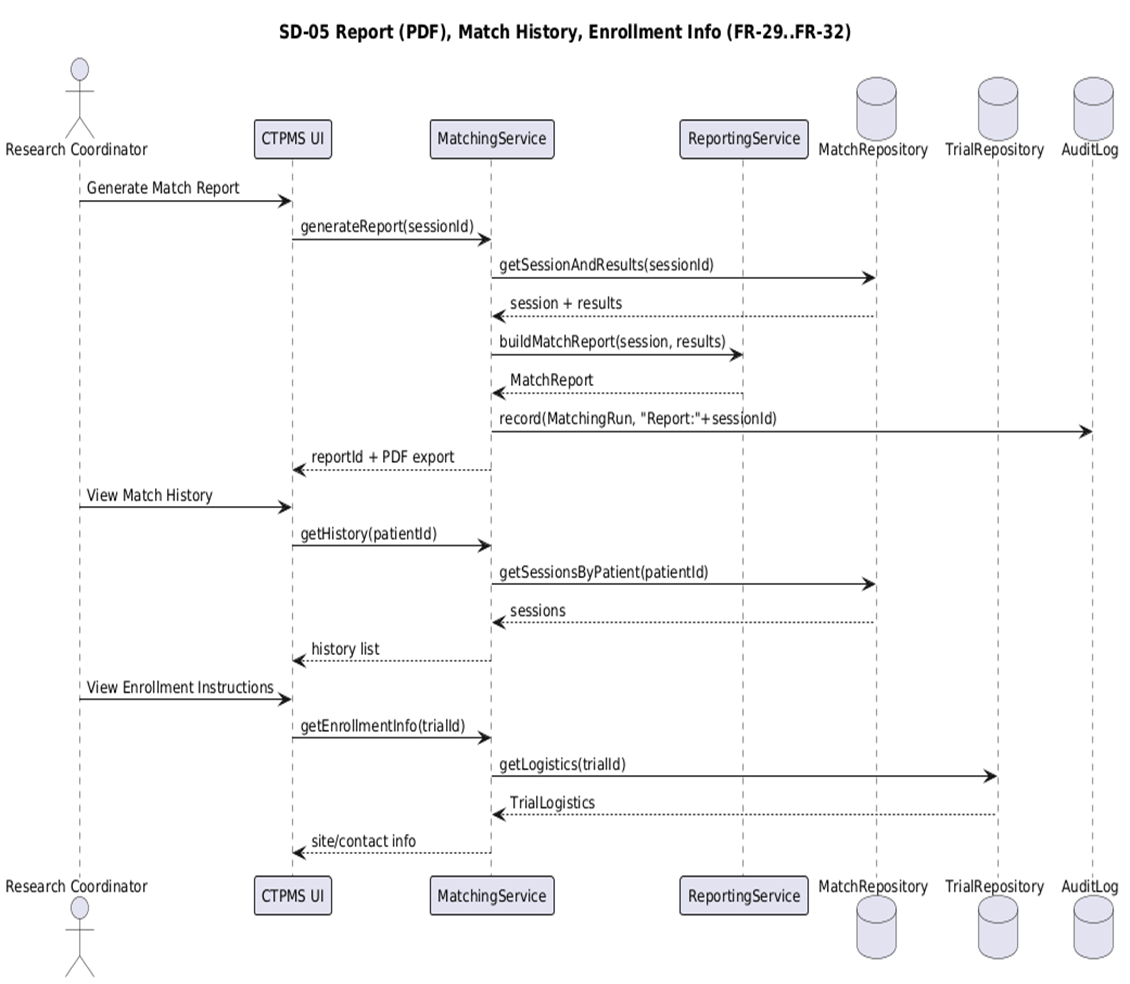 SD-05 Report (PDF), Match History, Enrollment Info (FR-29..FR-32)
Research Coordinator
CTPMS UI
MatchingService
ReportingService
MatchRepository
TrialRepository
AuditLog
Generate Match Report
generateReport(sessionId)
getSessionAndResults(sessionId)
session + results
buildMatchReport(session, results)
MatchReport
record(MatchingRun, "Report:"+sessionId)
reportId + PDF export
View Match History
getHistory(patientId)
getSessionsByPatient(patientId)
sessions
history list
View Enrollment Instructions
getEnrollmentInfo(trialId)
getLogistics(trialId)
TrialLogistics
site/contact info
Research Coordinator
CTPMS UI
MatchingService
ReportingService
MatchRepository
TrialRepository
AuditLog